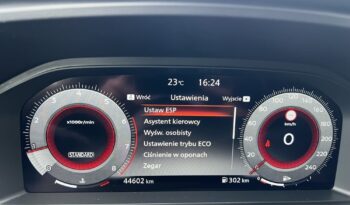 23°C 16:24
Wróć Ustawienia Wyjście
Ustaw ESP
Asystent kierowcy
Wyśw. osobisty
Ustawienie trybu ECO
Ciśnienie w oponach
Zegar
x1000r/min
STANDARD
km/h
0
44602 km
302 km